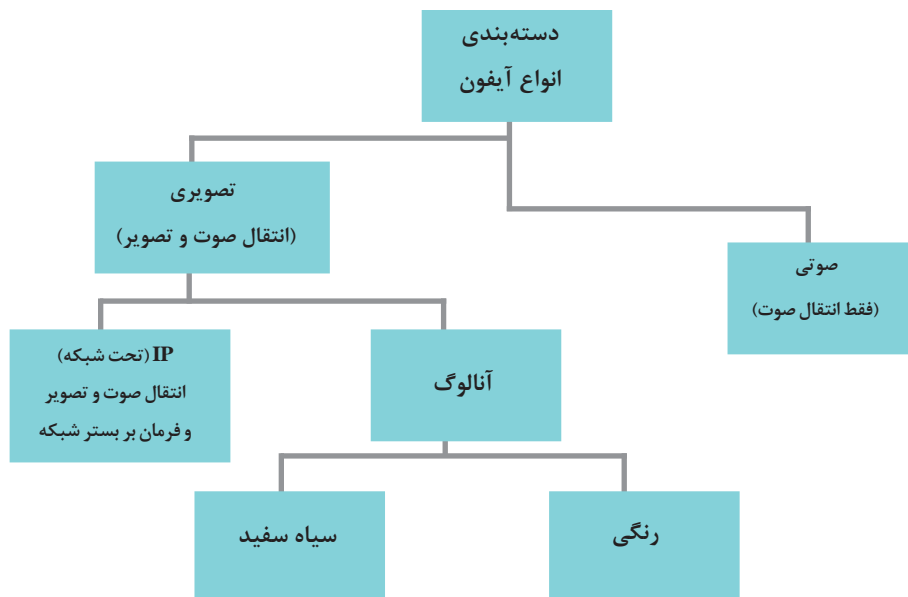 دسته‌بندی
انواع آیفون
تصویری
(انتقال صوت و تصویر)
صوتی
(فقط انتقال صوت)
IP (تحت شبکه)
انتقال صوت و تصویر
و فرمان بر بستر شبکه
آنالوگ
سیاه سفید
رنگی